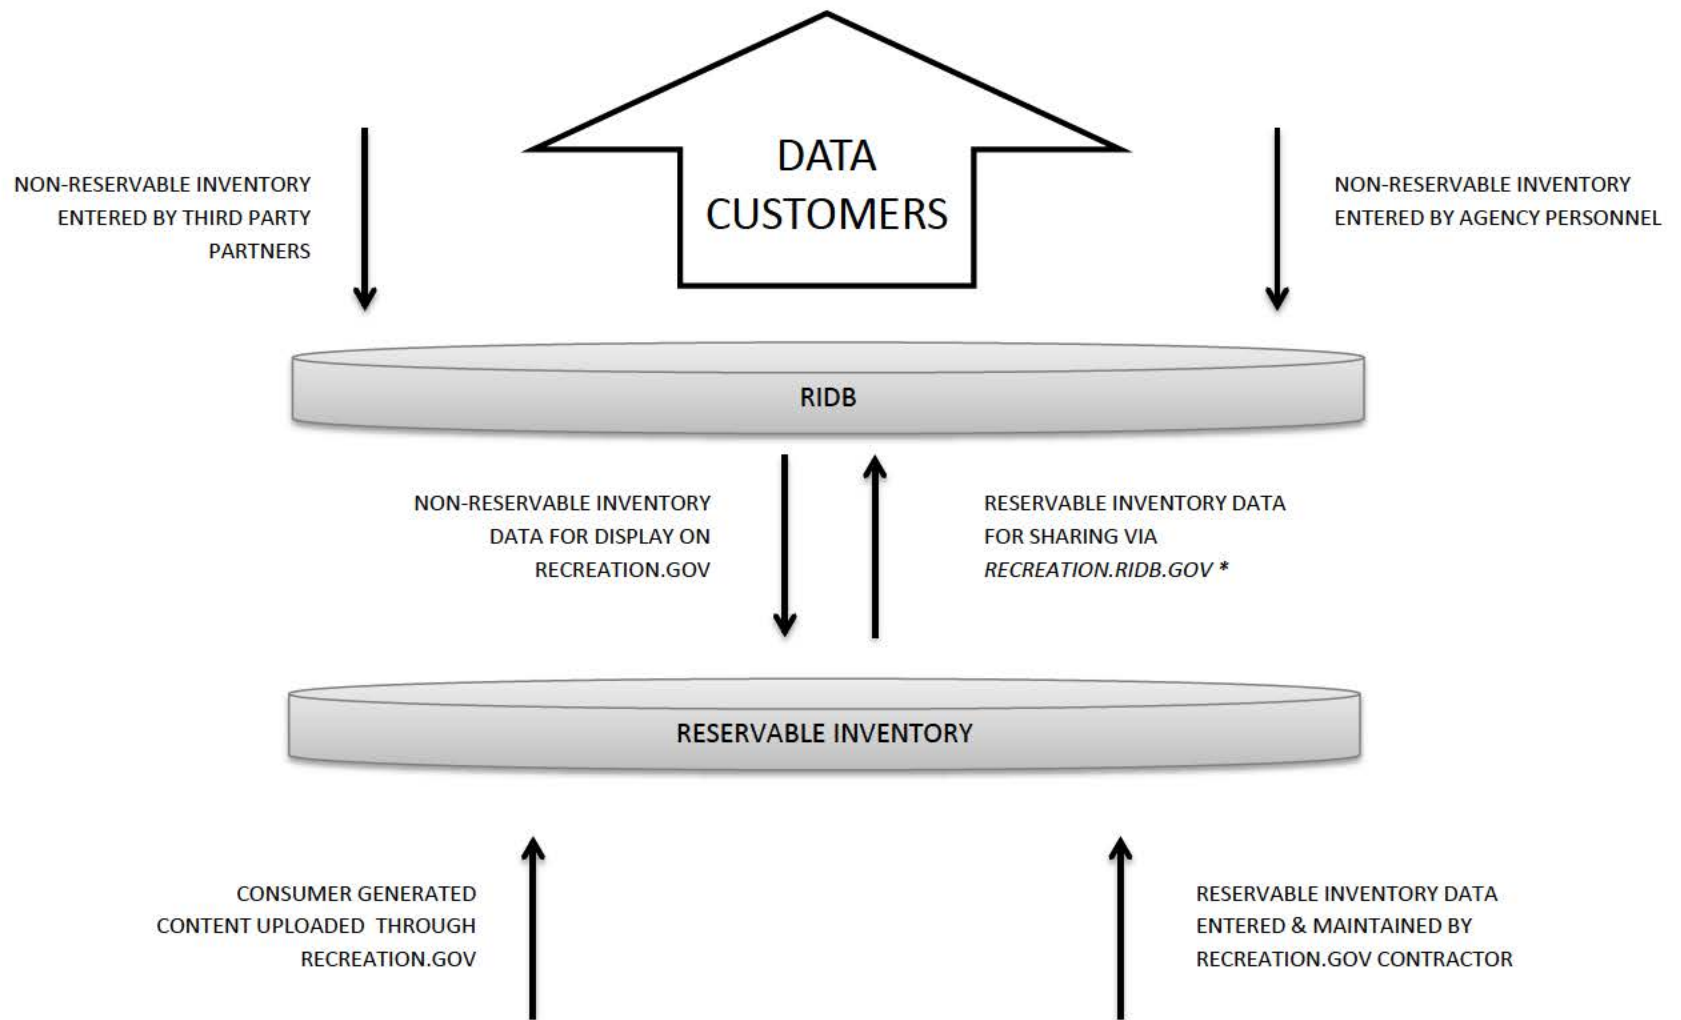 DATA
CUSTOMERS
NON-RESERVABLE INVENTORY
ENTERED BY THIRD PARTY
PARTNERS
NON-RESERVABLE INVENTORY
ENTERED BY AGENCY PERSONNEL
RIDB
NON-RESERVABLE INVENTORY
DATA FOR DISPLAY ON
RECREATION.GOV
RESERVABLE INVENTORY DATA
FOR SHARING VIA
RECREATION.RIDB.GOV *
RESERVABLE INVENTORY
CONSUMER GENERATED
CONTENT UPLOADED THROUGH
RECREATION.GOV
RESERVABLE INVENTORY DATA
ENTERED & MAINTAINED BY
RECREATION.GOV CONTRACTOR